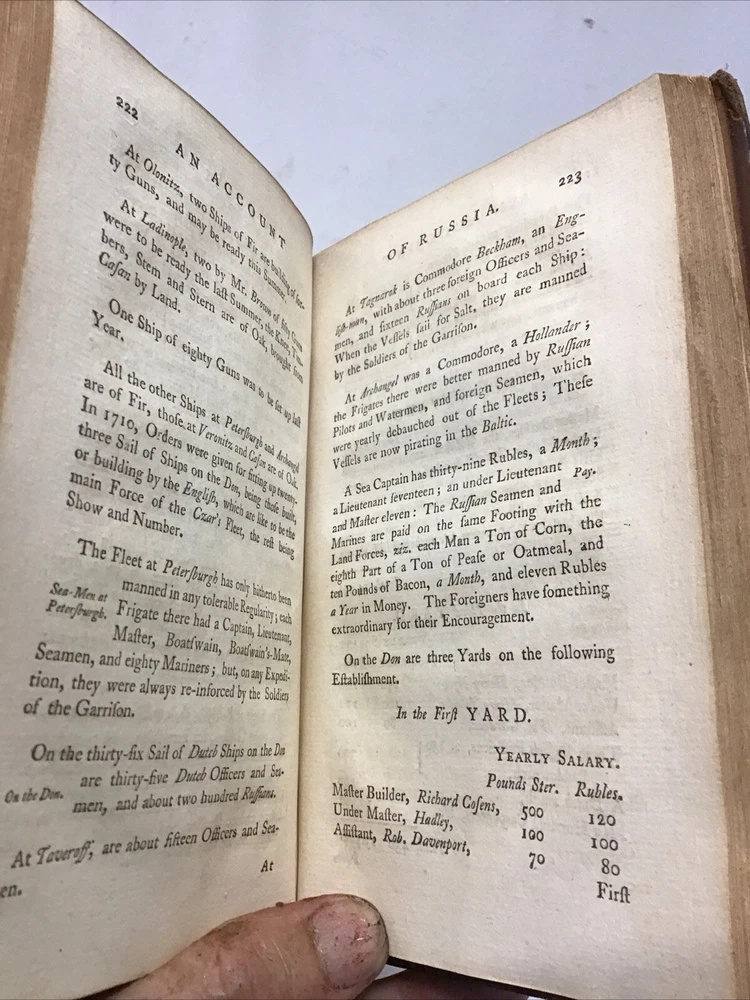 222
AN ACCOUNT
At Olonitz, two Ships of Fir are building of fif-
ty Guns, and may be ready this Summer.
At Ladinople, two by Mr. Brown of fifty Guns
were to be ready the laſt Summer, the Knee, Tim-
bers, Stem and Stern are of Oak, brought from
Caſan by Land.
One Ship of eighty Guns was to be ſet up laſt
Year.
All the other Ships at Peterſburgh and Archangel
are of Fir, thoſe at Veronitz and Caſan are of Oak.
In 1710, Orders were given for fitting up twenty-
three Sail of Ships on the Don, being thoſe built,
or building by the Engliſh, which are like to be the
main Force of the Czar's Fleet, the reſt being
Show and Number.
The Fleet at Peterſburgh has only hitherto been
Sea-Men at
Peterſburgh.
manned in any tolerable Regularity; each
Frigate there had a Captain, Lieutenant,
Maſter, Boatſwain, Boatſwain's-Mate,
Seamen, and eighty Mariners; but, on any Expedi-
tion, they were always re-inforced by the Soldiers
of the Garriſon.
On the thirty-ſix Sail of Dutch Ships on the Don
On the Don.
are thirty-five Dutch Officers and Sea-
men, and about two hundred Ruſſians.
At Taveroff, are about fifteen Officers and Sea-
en.
At
223
OF RUSSIA.
At Tagnarok is Commodore Beckham, an Eng-
liſh-man, with about three foreign Officers and Sea-
men, and ſixteen Ruſſians on board each Ship:
When the Veſſels ſail for Salt, they are manned
by the Soldiers of the Garriſon.
At Archangel was a Commodore, a Hollander;
the Frigates there were better manned by Ruſſian
Pilots and Watermen, and foreign Seamen, which
were yearly debauched out of the Fleets; Theſe
Veſſels are now pirating in the Baltic.
A Sea Captain has thirty-nine Rubles, a Month;
a Lieutenant ſeventeen; an under Lieutenant
and Maſter eleven: The Ruſſian Seamen and
Pay.
Marines are paid on the ſame Footing with the
Land Forces, viz. each Man a Ton of Corn, the
eighth Part of a Ton of Peaſe or Oatmeal, and
ten Pounds of Bacon, a Month, and eleven Rubles
a Year in Money. The Foreigners have ſomething
extraordinary for their Encouragement.
On the Don are three Yards on the following
Eſtabliſhment.
In the Firſt YARD.
YEARLY SALARY.
Pounds Ster. Rubles.
Maſter Builder, Richard Coſens, 500 120
Under Maſter, Hadley, 100 100
Aſſiſtant, Rob. Davenport, 70 80
Firſt